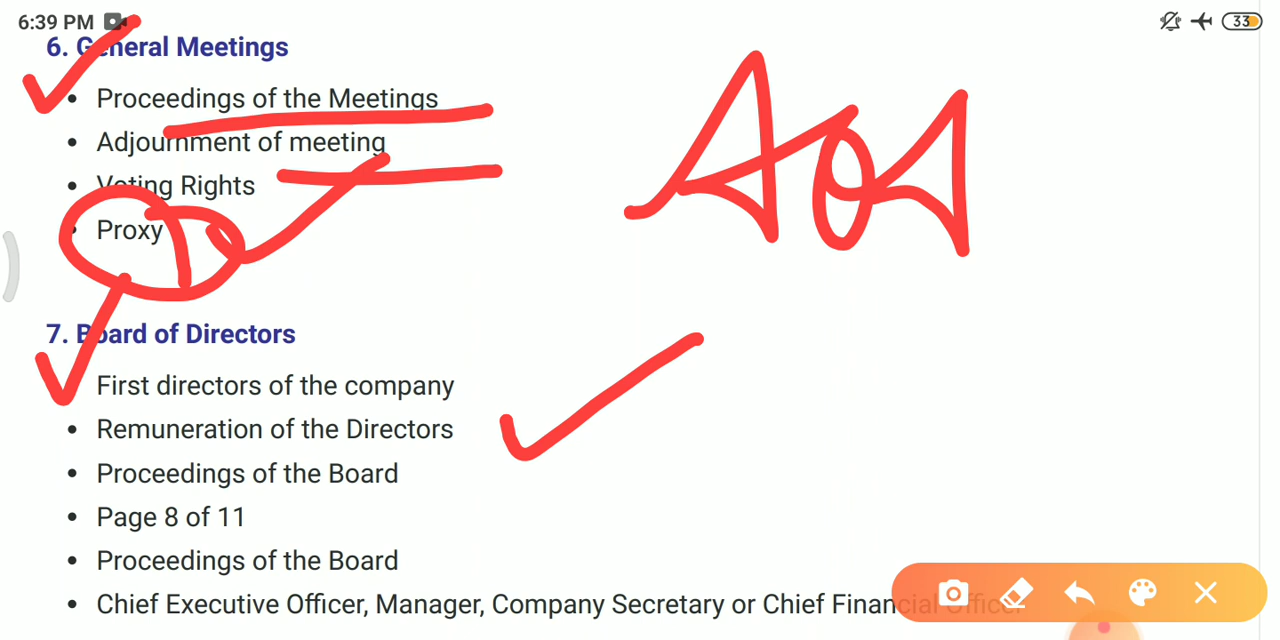 6:39 PM
33
6. General Meetings
• Proceedings of the Meetings
• Adjournment of meeting
• Voting Rights
• Proxy
AOA
7. Board of Directors
First directors of the company
• Remuneration of the Directors
• Proceedings of the Board
• Page 8 of 11
• Proceedings of the Board
• Chief Executive Officer, Manager, Company Secretary or Chief Financial Officer